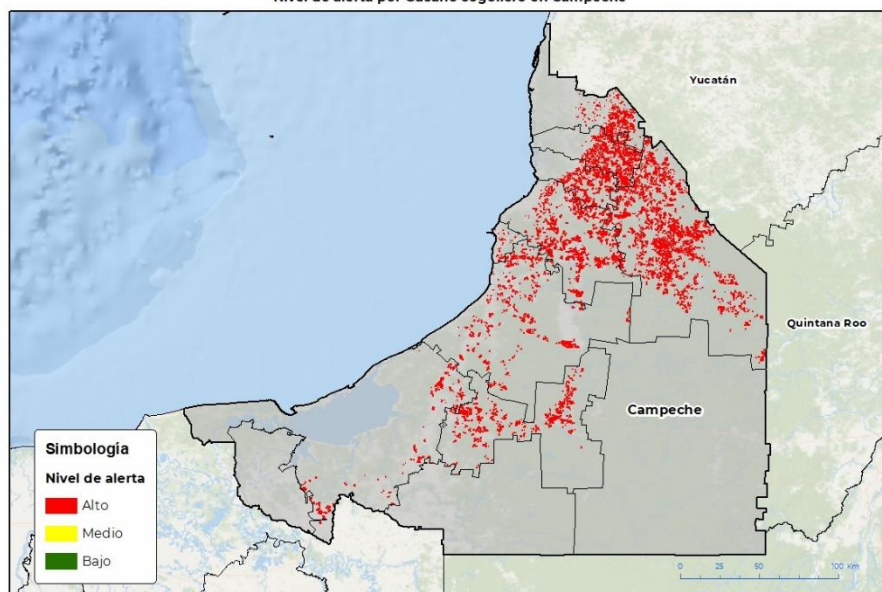 Nivel de alerta por Gusano cogollero en Campeche
Yucatán
Quintana Roo
Campeche
Simbología
Nivel de alerta
Alto
Medio
Bajo
0 25 50 100 Km